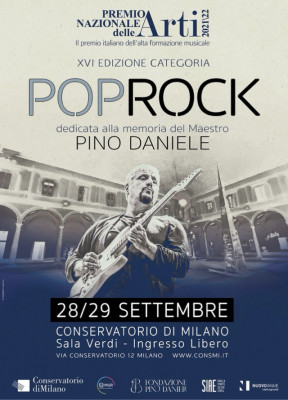 PREMIO
NAZIONALE
delle Arti 2021\22
Il premio italiano dell'alta formazione musicale
XVI EDIZIONE CATEGORIA
POPROCK
dedicata alla memoria del Maestro
PINO DANIELE
28/29 SETTEMBRE
CONSERVATORIO DI MILANO
Sala Verdi - Ingresso Libero
VIA CONSERVATORIO 12 MILANO WWW.CONSMI.IT
Conservatorio
di Milano
FONDAZIONE
PINO DANIELE
SIAE
NUOVOIMAIE